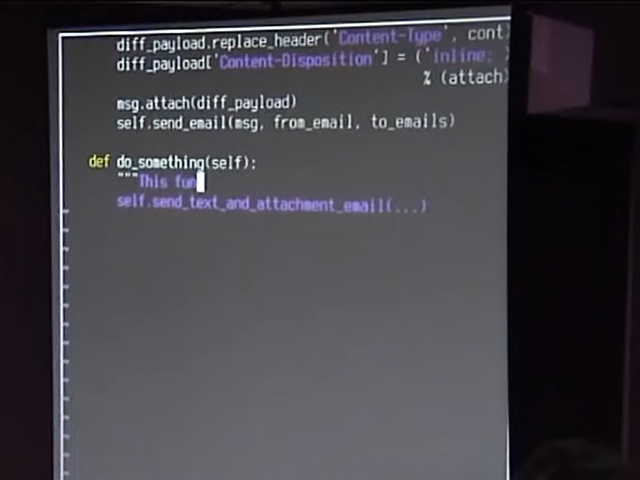 diff_payload.replace_header('Content-Type', cont
diff_payload['Content-Disposition'] = ('inline;
% (attach
msg.attach(diff_payload)
self.send_email(msg, from_email, to_emails)
def do_something(self):
"""This fun
self.send_text_and_attachment_email(...)
~
~
~
~
~
~
~
~
~
~
~
~
~
~